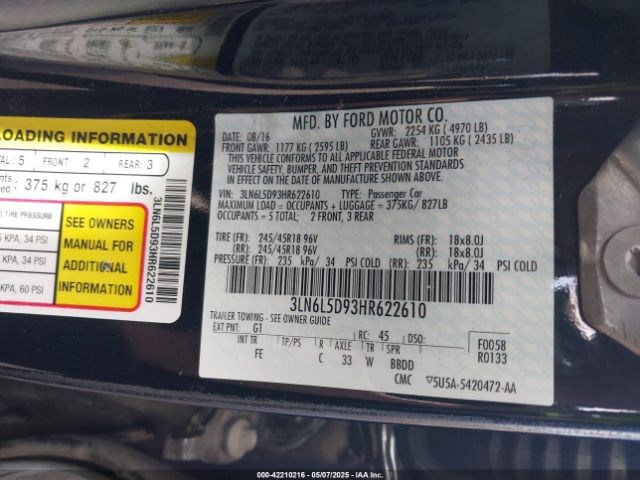 LOADING INFORMATION
TAL: 5 FRONT: 2 REAR: 3
375 kg or 827 lbs.
TIRE PRESSURE
KPA, 34 PSI
KPA, 34 PSI
KPA, 60 PSI
SEE OWNERS
MANUAL FOR
ADDITIONAL
INFORMATION
3LN6L5D93HR622610
MFD. BY FORD MOTOR CO.
DATE: 08/16 GVWR: 2254 KG ( 4970 LB)
FRONT GAWR: 1177 KG ( 2595 LB) REAR GAWR: 1105 KG ( 2435 LB)
THIS VEHICLE CONFORMS TO ALL APPLICABLE FEDERAL MOTOR
VEHICLE SAFETY, BUMPER, AND THEFT PREVENTION STANDARDS
IN EFFECT ON THE DATE OF MANUFACTURE SHOWN ABOVE.
VIN: 3LN6L5D93HR622610 TYPE: Passenger Car
MAXIMUM LOAD = OCCUPANTS + LUGGAGE = 375KG/ 827LB
OCCUPANTS = 5 TOTAL; 2 FRONT, 3 REAR
TIRE (FR): 245/45R18 96V RIMS (FR): 18x8.0J
(RR): 245/45R18 96V (RR): 18x8.0J
PRESSURE (FR): 235 kPa/ 34 PSI COLD (RR): 235 kPa/ 34 PSI COLD
3LN6L5D93HR622610
TRAILER TOWING - SEE OWNER GUIDE
EXT PNT: G1 RC: 45 DSO: F0058
INT TR TP/PS R AXLE TR SPR R0133
FE C 33 W BBDD
CMC 5U5A-5420472-AA
000-42210216 - 05/07/2025 - IAAI.COM